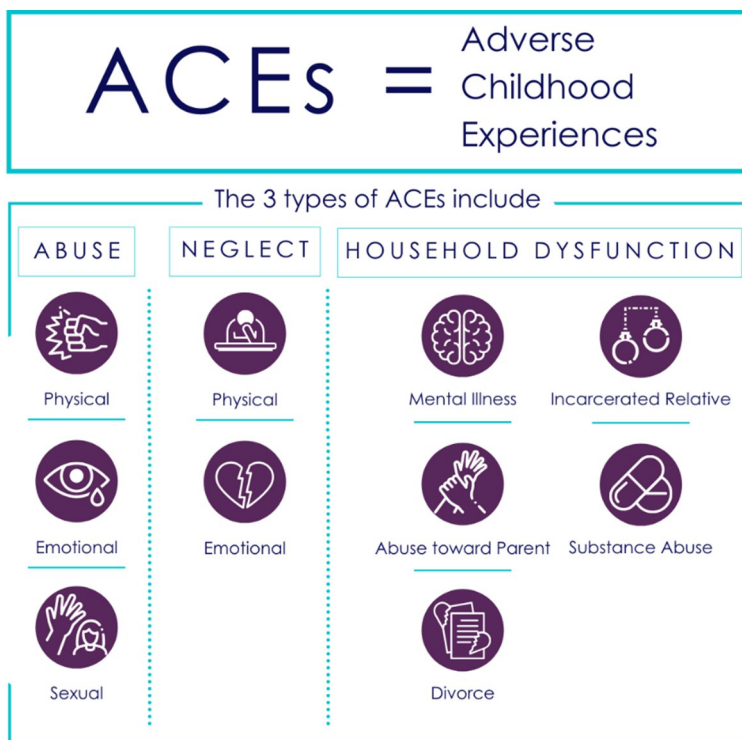 ACEs =
Adverse
Childhood
Experiences
The 3 types of ACEs include
ABUSE
Physical
Emotional
Sexual
NEGLECT
Physical
Emotional
HOUSEHOLD DYSFUNCTION
Mental Illness
Incarcerated Relative
Abuse toward Parent
Substance Abuse
Divorce